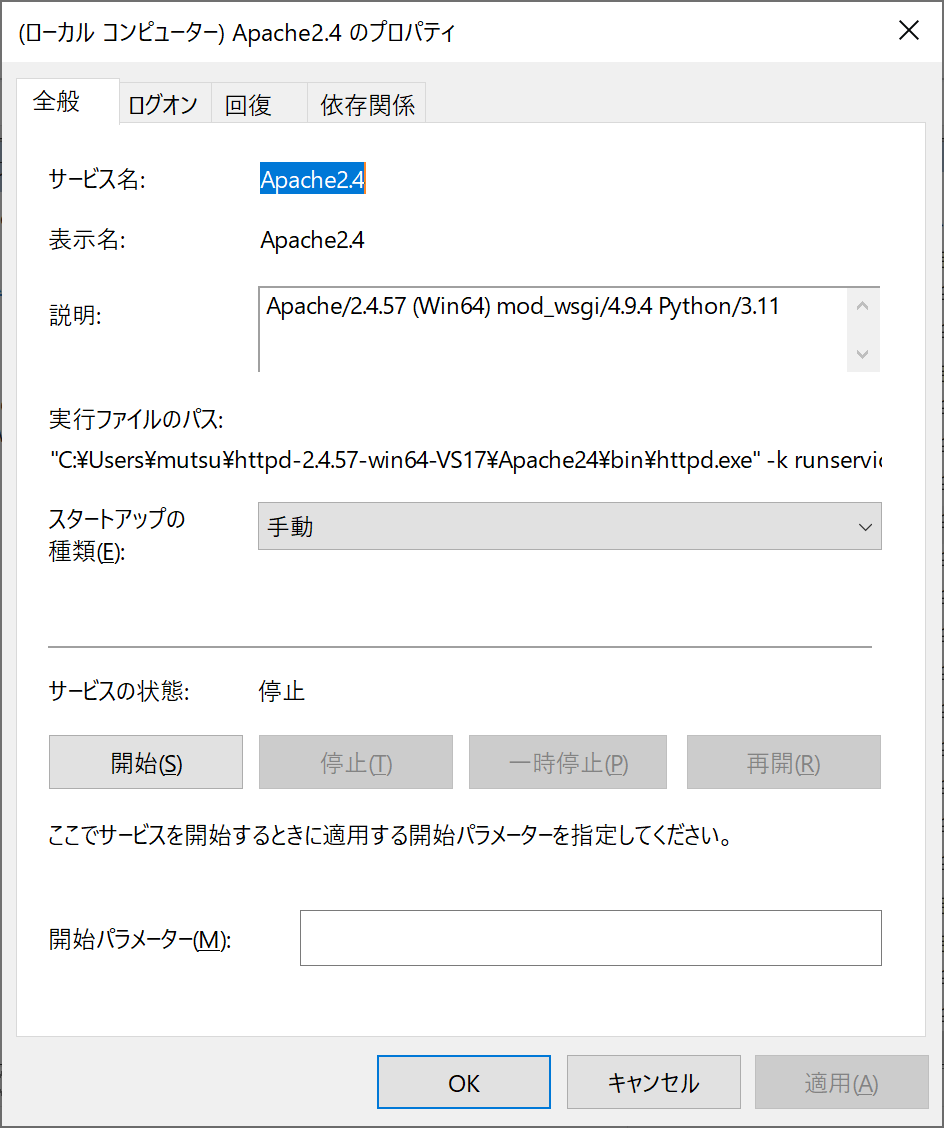 (ローカル コンピューター) Apache2.4 のプロパティ
全般 ログオン 回復 依存関係
サービス名: Apache2.4
表示名: Apache2.4
説明: Apache/2.4.57 (Win64) mod_wsgi/4.9.4 Python/3.11
実行ファイルのパス:
"C:¥Users¥mutsu¥httpd-2.4.57-win64-VS17¥Apache24¥bin¥httpd.exe" -k runservic
スタートアップの
種類(E): 手動
サービスの状態: 停止
開始(S) 停止(T) 一時停止(P) 再開(R)
ここでサービスを開始するときに適用する開始パラメーターを指定してください。
開始パラメーター(M):
OK キャンセル 適用(A)